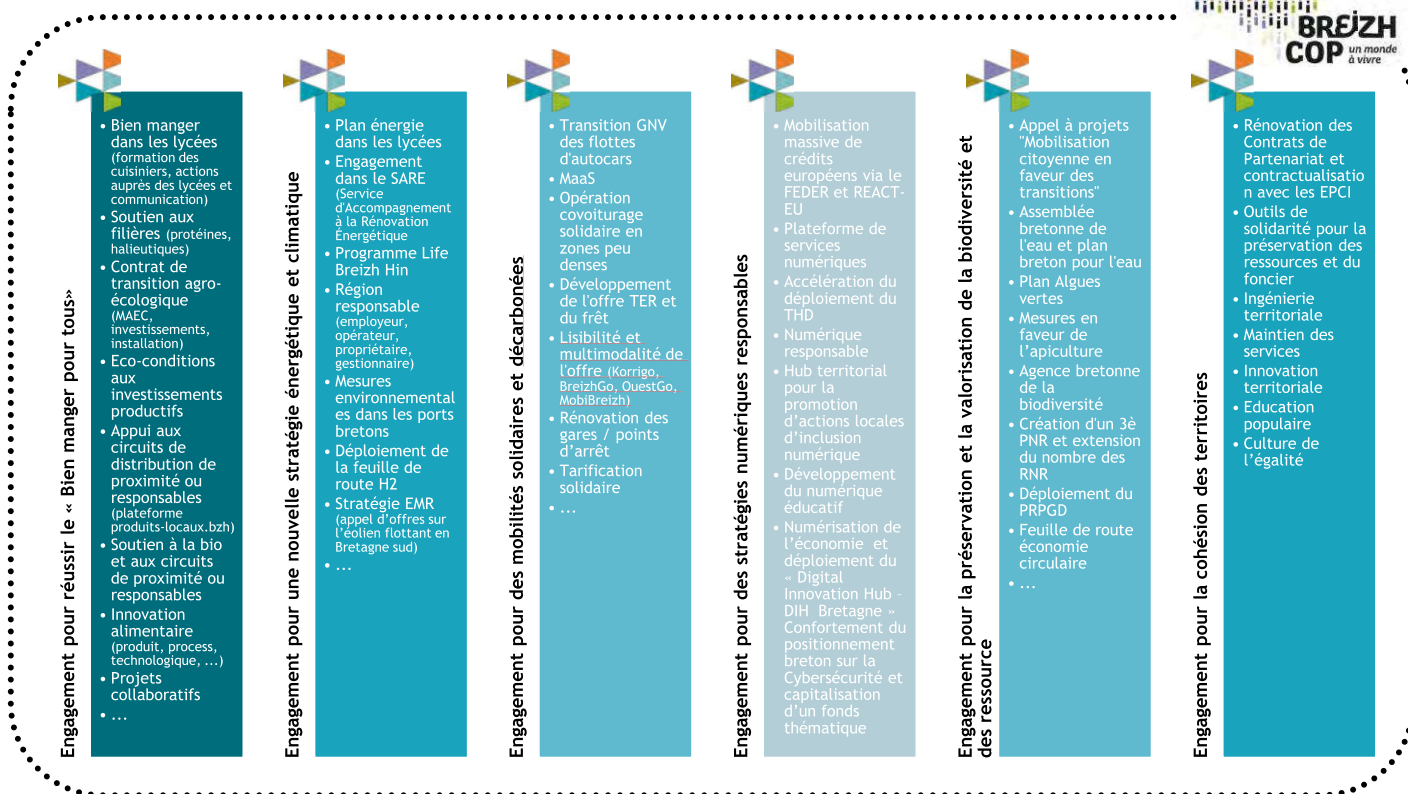 BREIZH
COP un monde
à vivre
Engagement pour réussir le « Bien manger pour tous»
• Bien manger
dans les lycées
(formation des
cuisiniers, actions
auprès des lycées et
communication)
• Soutien aux
filières (protéines,
halieutiques)
• Contrat de
transition agro-
écologique
(MAEC,
investissements,
installation)
• Eco-conditions
aux
investissements
productifs
• Appui aux
circuits de
distribution de
proximité ou
responsables
(plateforme
produits-locaux.bzh)
• Soutien à la bio
et aux circuits
de proximité ou
responsables
• Innovation
alimentaire
(produit, process,
technologique, ...)
• Projets
collaboratifs
• ...
Engagement pour une nouvelle stratégie énergétique et climatique
• Plan énergie
dans les lycées
• Engagement
dans le SARE
(Service
d'Accompagnement
à la Rénovation
Énergétique
• Programme Life
Breizh Hin
• Région
responsable
(employeur,
opérateur,
propriétaire,
gestionnaire)
• Mesures
environnemental
es dans les ports
bretons
• Déploiement de
la feuille de
route H2
• Stratégie EMR
(appel d’offres sur
l’éolien flottant en
Bretagne sud)
• ...
Engagement pour des mobilités solidaires et décarbonées
• Transition GNV
des flottes
d'autocars
• MaaS
• Opération
covoiturage
solidaire en
zones peu
denses
• Développement
de l'offre TER et
du frêt
• Lisibilité et
multimodalité de
l'offre (Korrigo,
BreizhGo, OuestGo,
MobiBreizh)
• Rénovation des
gares / points
d’arrêt
• Tarification
solidaire
• ...
Engagement pour des stratégies numériques responsables
• Mobilisation
massive de
crédits
européens via le
FEDER et REACT-
EU
• Plateforme de
services
numériques
• Accélération du
déploiement du
THD
• Numérique
responsable
• Hub territorial
pour la
promotion
d’actions locales
d’inclusion
numérique
• Développement
du numérique
éducatif
• Numérisation de
l’économie et
déploiement du
« Digital
Innovation Hub –
DIH Bretagne »
Confortement du
positionnement
breton sur la
Cybersécurité et
capitalisation
d’un fonds
thématique
Engagement pour la préservation et la valorisation de la biodiversité et
des ressource
• Appel à projets
"Mobilisation
citoyenne en
faveur des
transitions"
• Assemblée
bretonne de
l'eau et plan
breton pour l'eau
• Plan Algues
vertes
• Mesures en
faveur de
l’apiculture
• Agence bretonne
de la
biodiversité
• Création d'un 3è
PNR et extension
du nombre des
RNR
• Déploiement du
PRPGD
• Feuille de route
économie
circulaire
• ...
Engagement pour la cohésion des territoires
• Rénovation des
Contrats de
Partenariat et
contractualisatio
n avec les EPCI
• Outils de
solidarité pour la
préservation des
ressources et du
foncier
• Ingénierie
territoriale
• Maintien des
services
• Innovation
territoriale
• Education
populaire
• Culture de
l’égalité